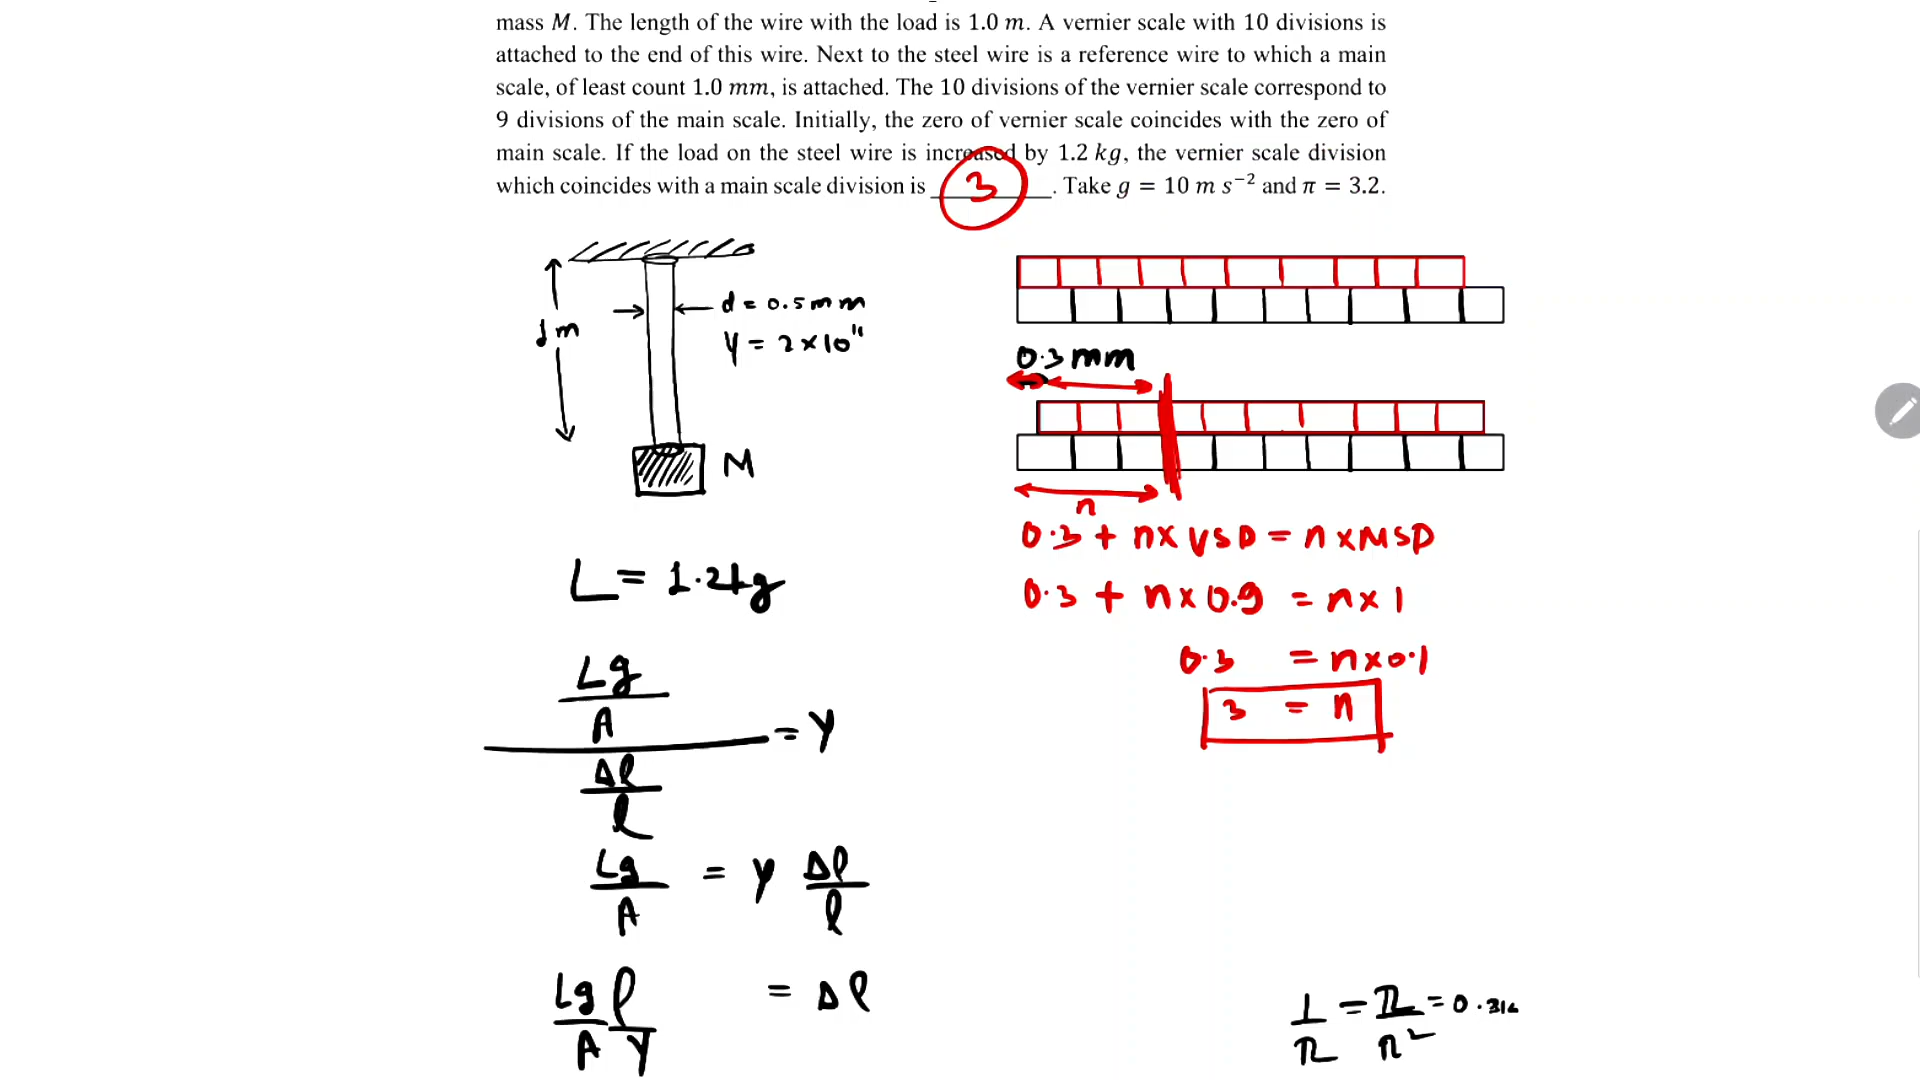 mass M. The length of the wire with the load is 1.0 m. A vernier scale with 10 divisions is
attached to the end of this wire. Next to the steel wire is a reference wire to which a main
scale, of least count 1.0 mm, is attached. The 10 divisions of the vernier scale correspond to
9 divisions of the main scale. Initially, the zero of vernier scale coincides with the zero of
main scale. If the load on the steel wire is increased by 1.2 kg, the vernier scale division
which coincides with a main scale division is ____3____. Take g = 10 m s⁻² and π = 3.2.
1m
d = 0.5mm
Y = 2×10¹¹
M
L = 1.2kg
Lg/A
= Y
Δl/l
Lg/A = Y Δl/l
Lg/A l/Y = Δl
0.3mm
n
0.3 + n× VSD = n×MSD
0.3 + n×0.9 = n×1
0.3 = n×0.1
3 = n
1/π = π/π² =